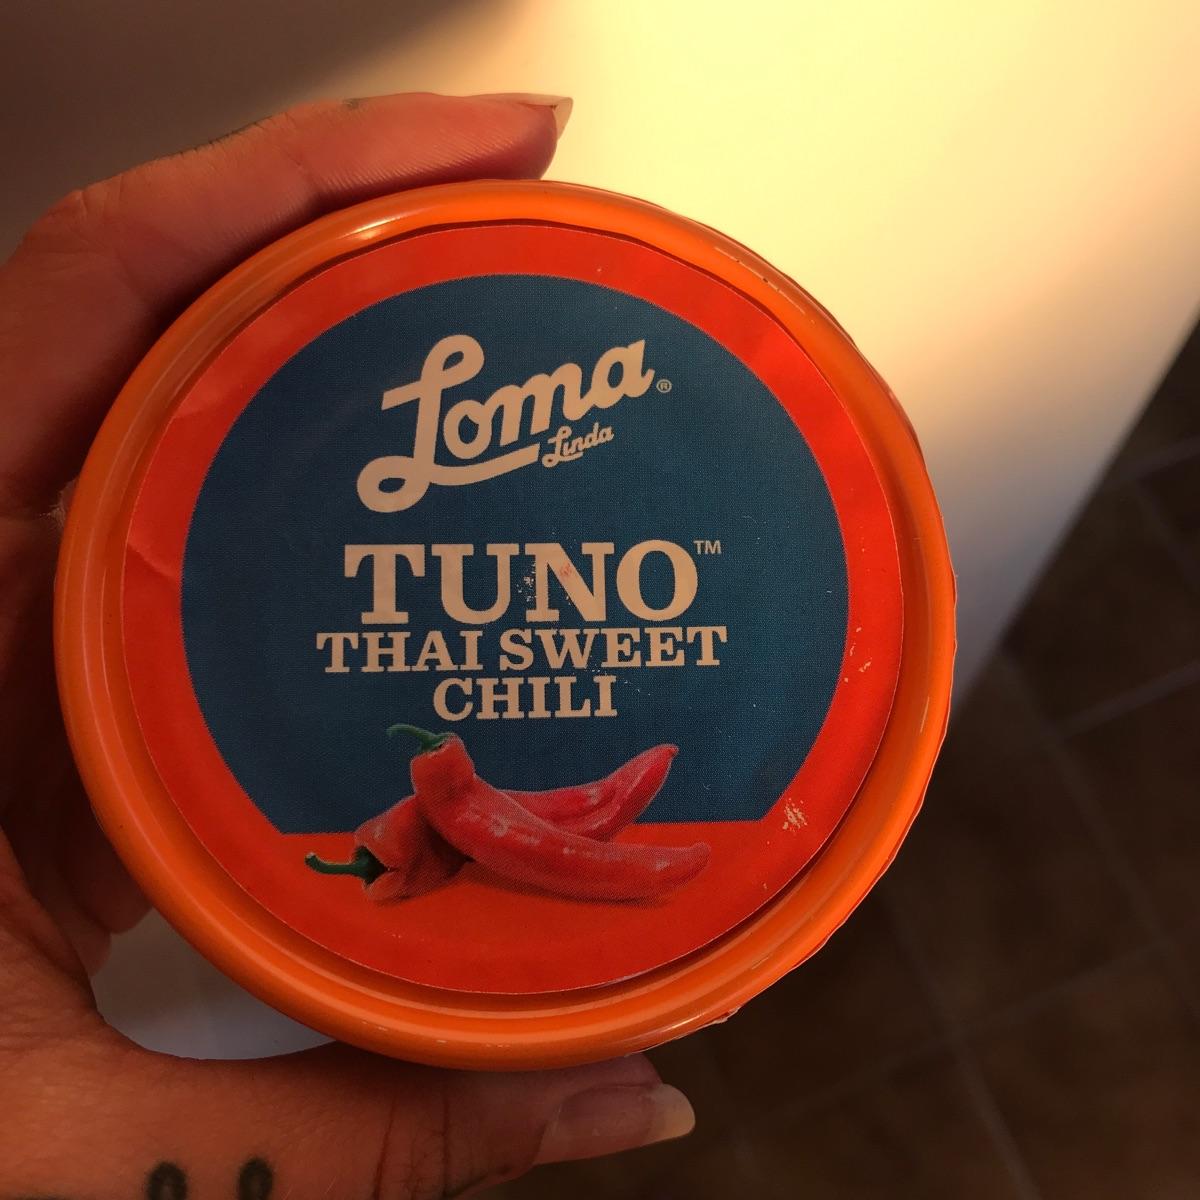 Loma®
Linda
TUNO™
THAI SWEET
CHILI